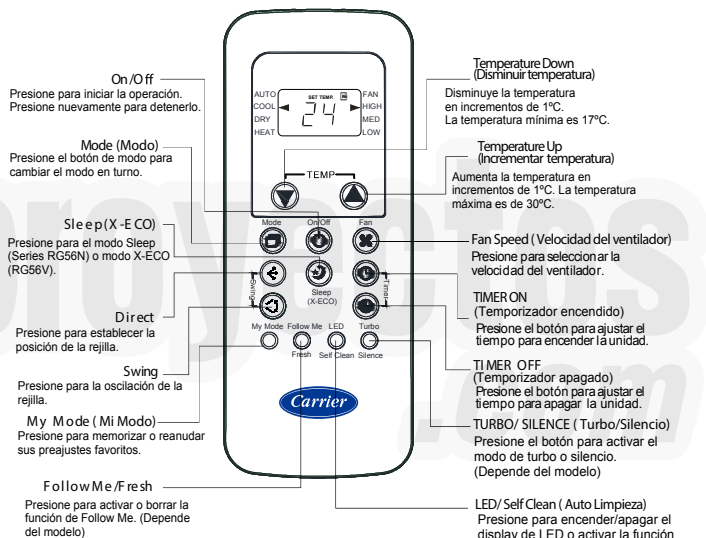 On/Off
Presione para iniciar la operación.
Presione nuevamente para detenerlo.
Mode (Modo)
Presione el botón de modo para
cambiar el modo en turno.
Sleep (X-ECO)
Presione para el modo Sleep
(Series RG56N) o modo X-ECO
(RG56V).
Direct
Presione para establecer la
posición de la rejilla.
Swing
Presione para la oscilación de la
rejilla.
My Mode (Mi Modo)
Presione para memorizar o reanudar
sus preajustes favoritos.
Follow Me/Fresh
Presione para activar o borrar la
función de Follow Me. (Depende
del modelo)
AUTO
COOL
DRY
HEAT
SET TEMP.
24
FAN
HIGH
MED
LOW
TEMP
Mode
On/Off
Fan
Swing
Sleep
(X-ECO)
Timer
My Mode
Follow Me
LED
Turbo
Fresh
Self Clean
Silence
Carrier
Temperature Down
(Disminuir temperatura)
Disminuye la temperatura
en incrementos de 1ºC.
La temperatura mínima es 17ºC.
Temperature Up
(Incrementar temperatura)
Aumenta la temperatura en
incrementos de 1ºC. La temperatura
máxima es de 30ºC.
Fan Speed (Velocidad del ventilador)
Presione para seleccionar la
velocidad del ventilador.
TIMER ON
(Temporizador encendido)
Presione el botón para ajustar el
tiempo para encender la unidad.
TIMER OFF
(Temporizador apagado)
Presione el botón para ajustar el
tiempo para apagar la unidad.
TURBO/ SILENCE (Turbo/Silencio)
Presione el botón para activar el
modo de turbo o silencio.
(Depende del modelo)
LED/ Self Clean (Auto Limpieza)
Presione para encender/apagar el
display de LED o activar la función
proyectos
.com